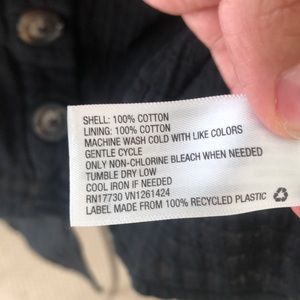 SHELL: 100% COTTON
LINING: 100% COTTON
MACHINE WASH COLD WITH LIKE COLORS
GENTLE CYCLE
ONLY NON-CHLORINE BLEACH WHEN NEEDED
TUMBLE DRY LOW
COOL IRON IF NEEDED
RN17730 VN1261424
LABEL MADE FROM 100% RECYCLED PLASTIC